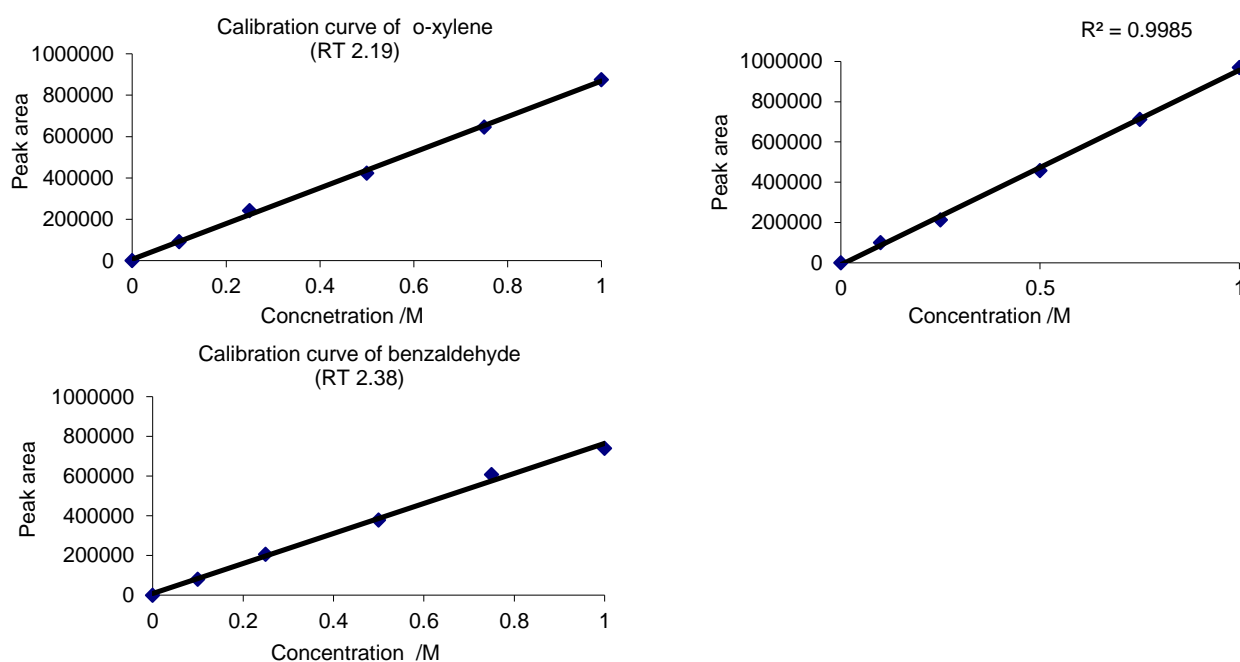 Calibration curve of o-xylene
(RT 2.19)
1000000
800000
600000
400000
200000
0
Peak area
0 0.2 0.4 0.6 0.8 1
Concnetration /M
R² = 0.9985
1000000
800000
600000
400000
200000
0
Peak area
0 0.5 1
Concentration /M
Calibration curve of benzaldehyde
(RT 2.38)
1000000
800000
600000
400000
200000
0
Peak area
0 0.2 0.4 0.6 0.8 1
Concentration /M